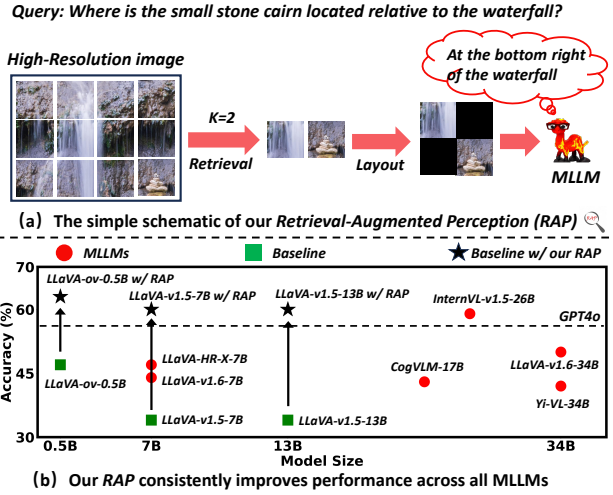 Query: Where is the small stone cairn located relative to the waterfall?
High-Resolution image
K=2
Retrieval
Layout
At the bottom right
of the waterfall
MLLM
(a) The simple schematic of our Retrieval-Augmented Perception (RAP)
RAP
MLLMs
Baseline
Baseline w/ our RAP
70
60
45
30
Accuracy (%)
LLaVA-ov-0.5B w/ RAP
LLaVA-v1.5-7B w/ RAP
LLaVA-v1.5-13B w/ RAP
InternVL-v1.5-26B
GPT4o
LLaVA-HR-X-7B
LLaVA-v1.6-7B
LLaVA-ov-0.5B
CogVLM-17B
LLaVA-v1.6-34B
Yi-VL-34B
LLaVA-v1.5-7B
LLaVA-v1.5-13B
0.5B
7B
13B
34B
Model Size
(b) Our RAP consistently improves performance across all MLLMs